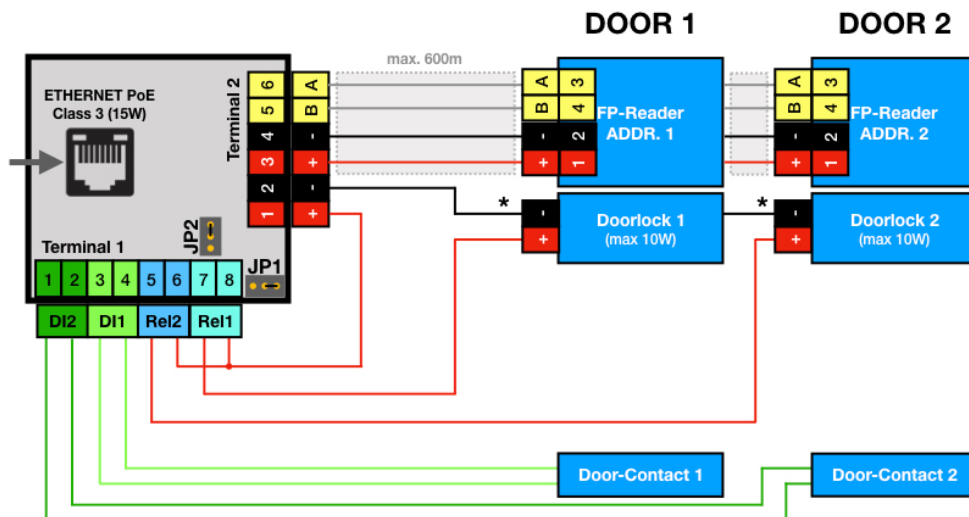 DOOR 1
DOOR 2
max. 600m
ETHERNET PoE
Class 3 (15W)
Terminal 2
6
5
4
3
2
1
A
B
-
+
-
+
A
B
-
+
3
4
2
1
FP-Reader
ADDR. 1
A
B
-
+
3
4
2
1
FP-Reader
ADDR. 2
*
-
+
Doorlock 1
(max 10W)
*
-
+
Doorlock 2
(max 10W)
JP2
Terminal 1
JP1
1 2 3 4 5 6 7 8
DI2 DI1 Rel2 Rel1
Door-Contact 1
Door-Contact 2